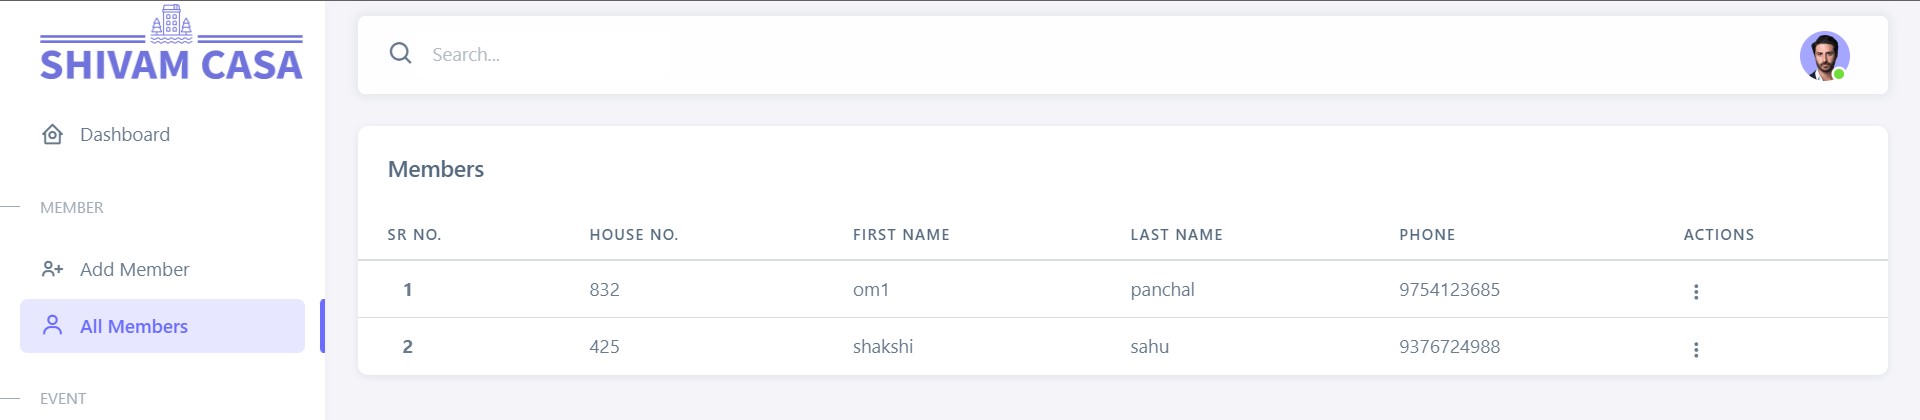 SHIVAM CASA
Search...
Dashboard
MEMBER
Add Member
All Members
EVENT
Members
SR NO. HOUSE NO. FIRST NAME LAST NAME PHONE ACTIONS
1 832 om1 panchal 9754123685
2 425 shakshi sahu 9376724988